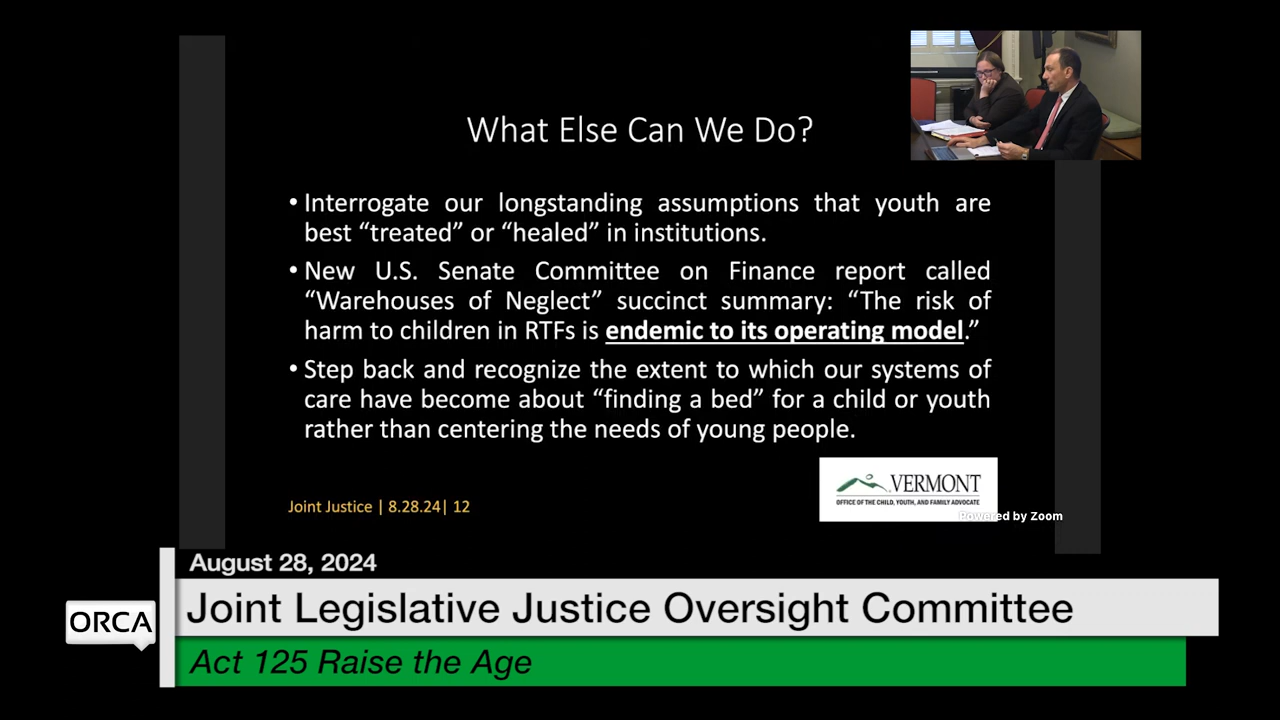 What Else Can We Do?
• Interrogate our longstanding assumptions that youth are
best “treated” or “healed” in institutions.
• New U.S. Senate Committee on Finance report called
“Warehouses of Neglect” succinct summary: “The risk of
harm to children in RTFs is endemic to its operating model.”
• Step back and recognize the extent to which our systems of
care have become about “finding a bed” for a child or youth
rather than centering the needs of young people.
VERMONT
OFFICE OF THE CHILD, YOUTH, AND FAMILY ADVOCATE
Joint Justice | 8.28.24| 12
Powered by Zoom
August 28, 2024
ORCA
Joint Legislative Justice Oversight Committee
Act 125 Raise the Age